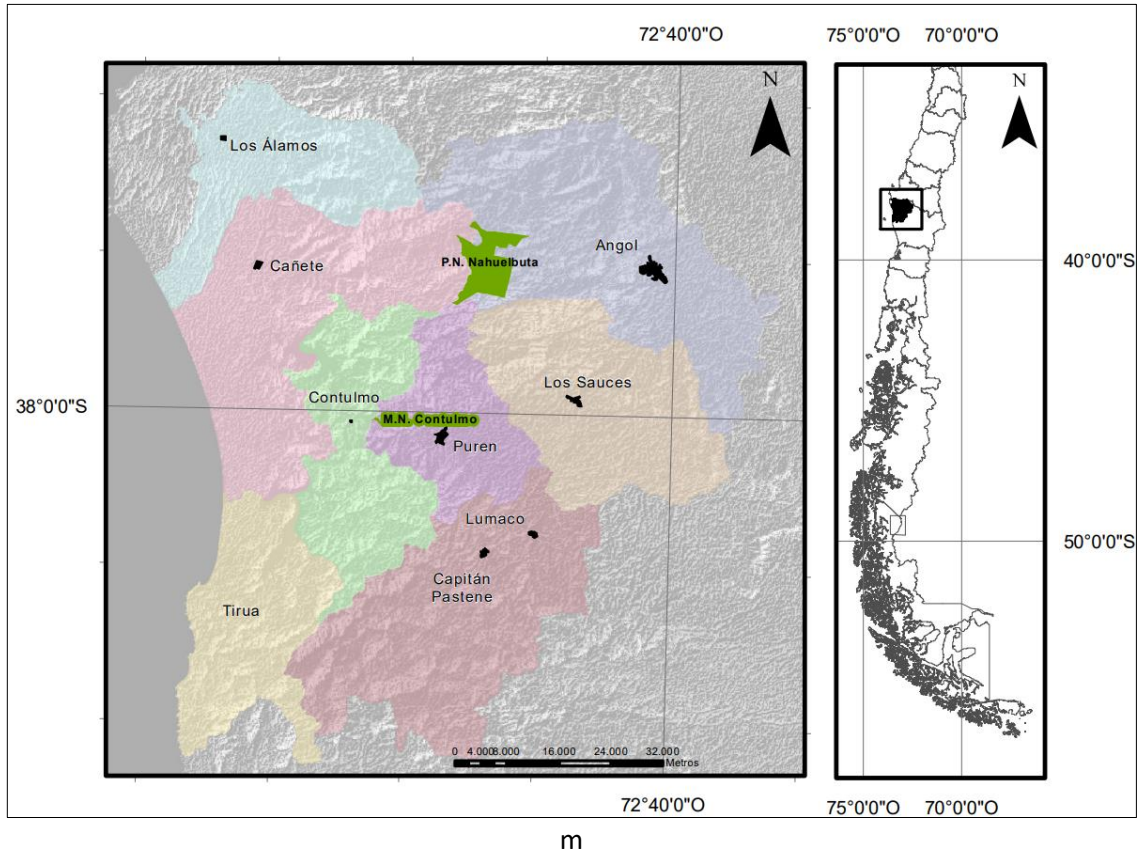 72°40'0"O
75°0'0"O 70°0'0"O
N
N
Los Álamos
Angol
P.N. Nahuelbuta
Cañete
40°0'0"S
Los Sauces
Contulmo
38°0'0"S
M.N. Contulmo
Puren
Lumaco
50°0'0"S
Capitán
Pastene
Tirua
0 4.000 8.000 16.000 24.000 32.000
Metros
72°40'0"O
75°0'0"O 70°0'0"O
m